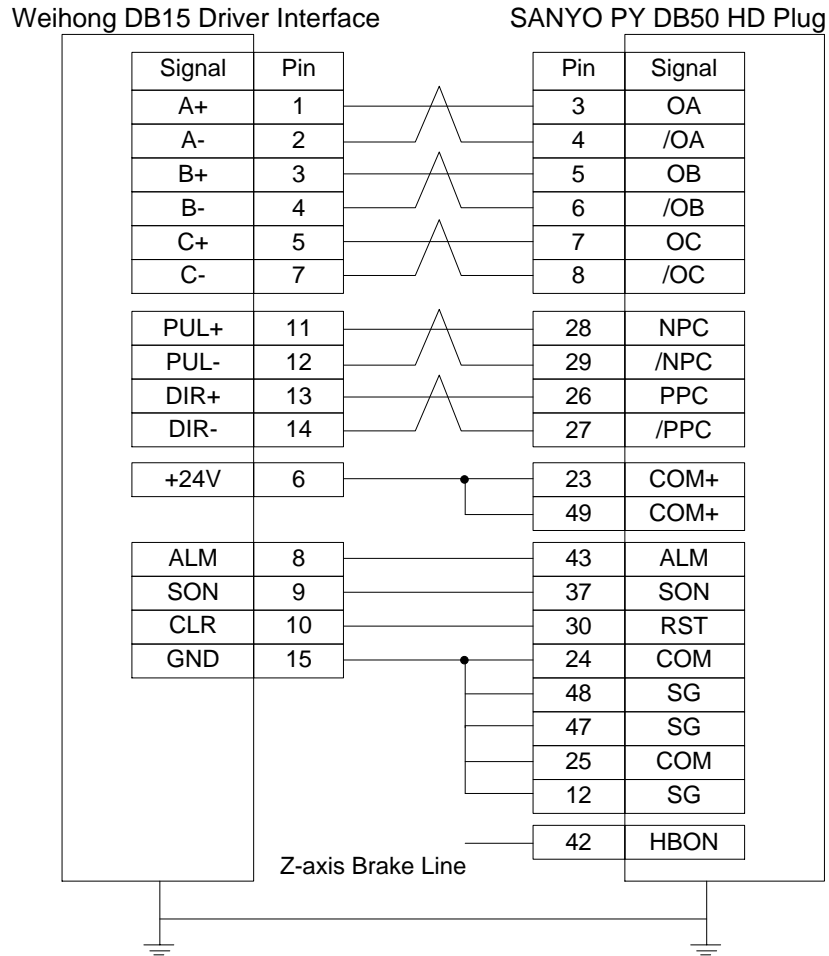 Weihong DB15 Driver Interface SANYO PY DB50 HD Plug
Signal Pin Pin Signal
A+ 1 3 OA
A- 2 4 /OA
B+ 3 5 OB
B- 4 6 /OB
C+ 5 7 OC
C- 7 8 /OC
PUL+ 11 28 NPC
PUL- 12 29 /NPC
DIR+ 13 26 PPC
DIR- 14 27 /PPC
+24V 6 23 COM+
49 COM+
ALM 8 43 ALM
SON 9 37 SON
CLR 10 30 RST
GND 15 24 COM
48 SG
47 SG
25 COM
12 SG
42 HBON
Z-axis Brake Line